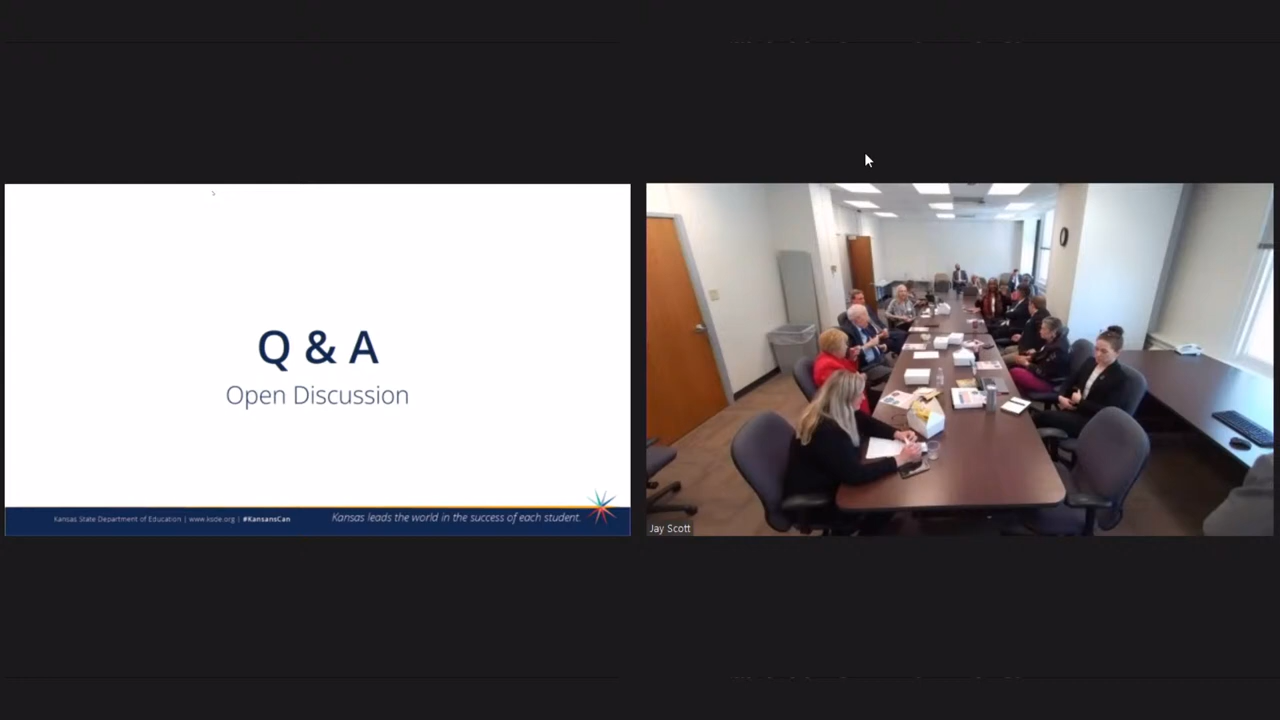 Q & A
Open Discussion
Kansas State Department of Education | www.ksde.org | #KansansCan
Kansas leads the world in the success of each student.
Jay Scott